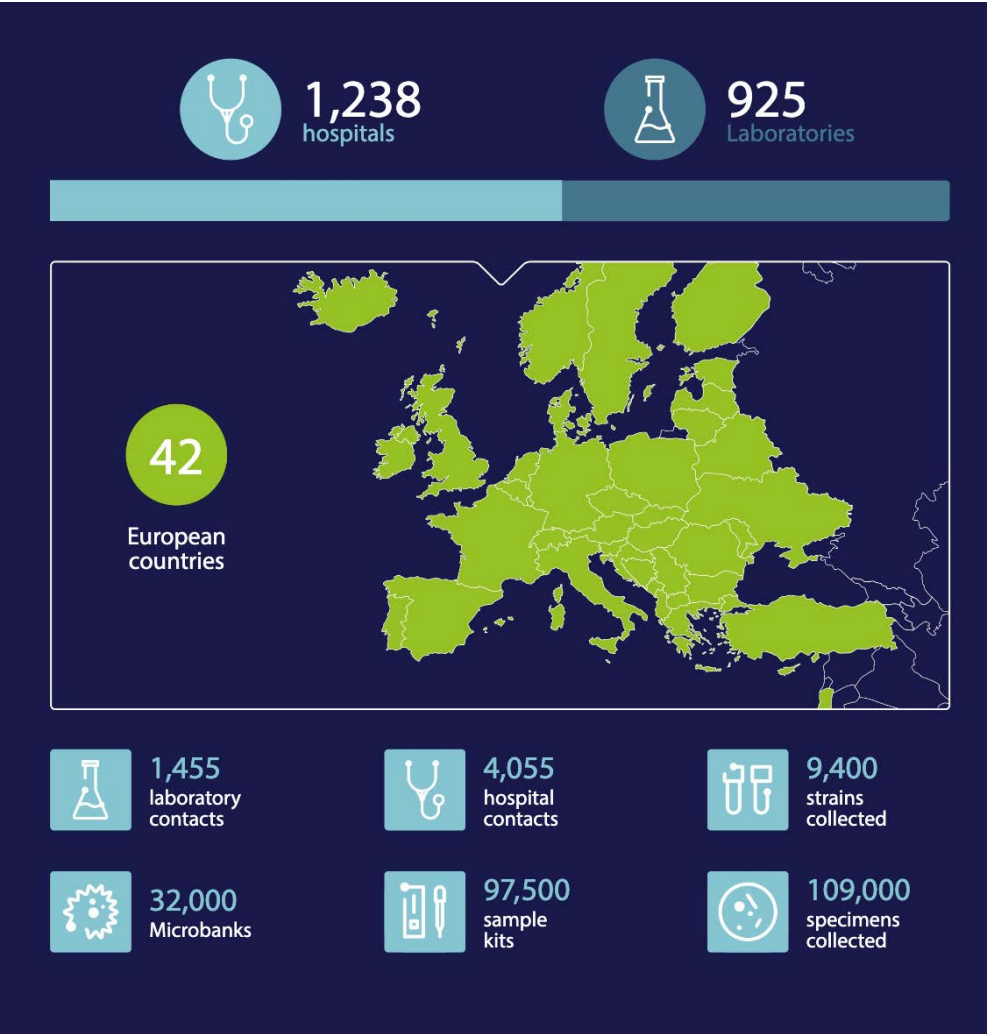 1,238
hospitals
925
Laboratories
42
European
countries
1,455
laboratory
contacts
4,055
hospital
contacts
9,400
strains
collected
32,000
Microbanks
97,500
sample
kits
109,000
specimens
collected